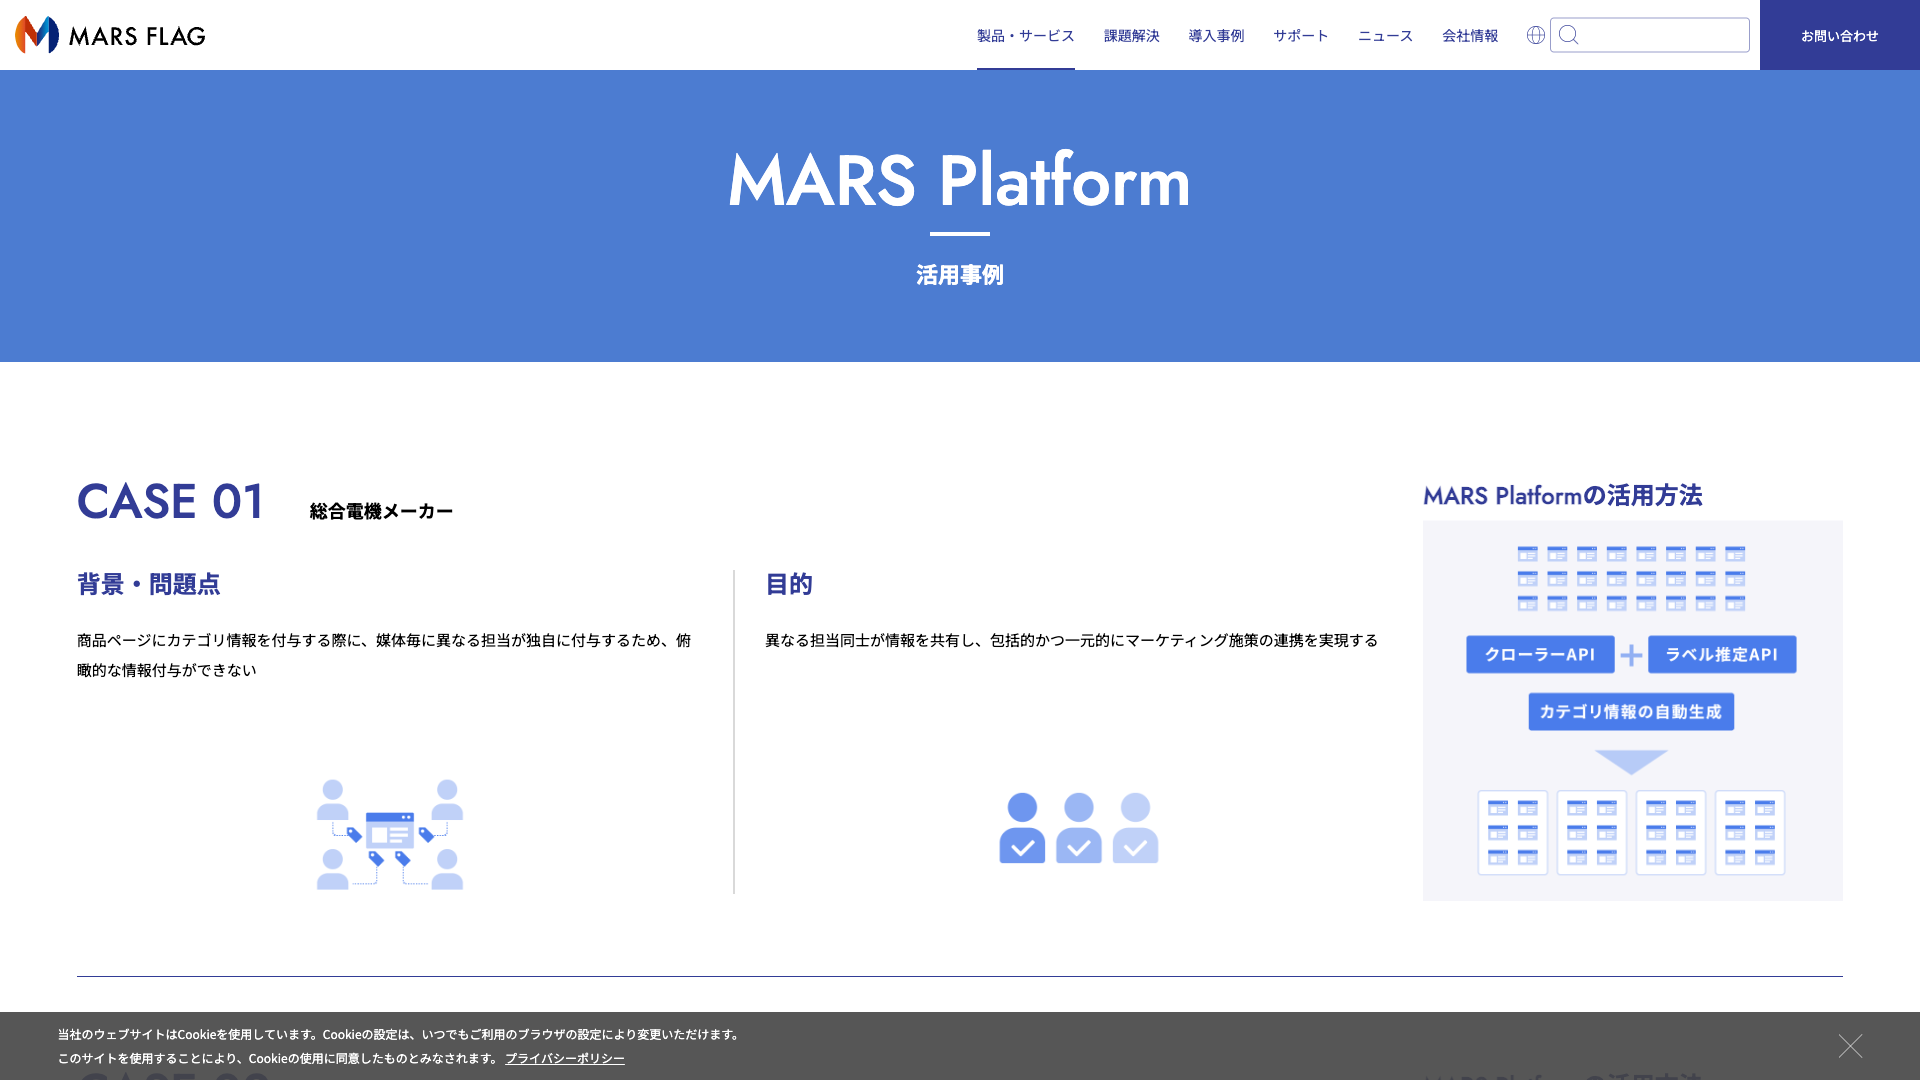 MARS FLAG
製品・サービス
課題解決
導入事例
サポート
ニュース
会社情報
お問い合わせ
MARS Platform
活用事例
CASE 01
総合電機メーカー
背景・問題点
商品ページにカテゴリ情報を付与する際に、媒体毎に異なる担当が独自に付与するため、俯
瞰的な情報付与ができない
目的
異なる担当同士が情報を共有し、包括的かつ一元的にマーケティング施策の連携を実現する
MARS Platformの活用方法
クローラーAPI
ラベル推定API
カテゴリ情報の自動生成
当社のウェブサイトはCookieを使用しています。Cookieの設定は、いつでもご利用のブラウザの設定により変更いただけます。
このサイトを使用することにより、Cookieの使用に同意したものとみなされます。 プライバシーポリシー